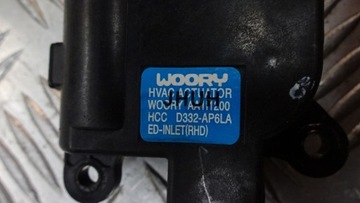 WOORY
HVAC ACTUATOR
WOORY
HCC D332-AP6LA
ED-INLET(RHD)